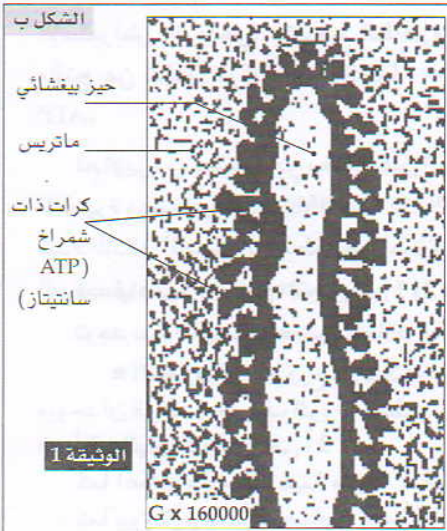 الشكل ب
حيز بيغشائي
ماتريس
كرات ذات
شمراخ
(ATP
سانتيتاز)
الوثيقة 1
G x 160000